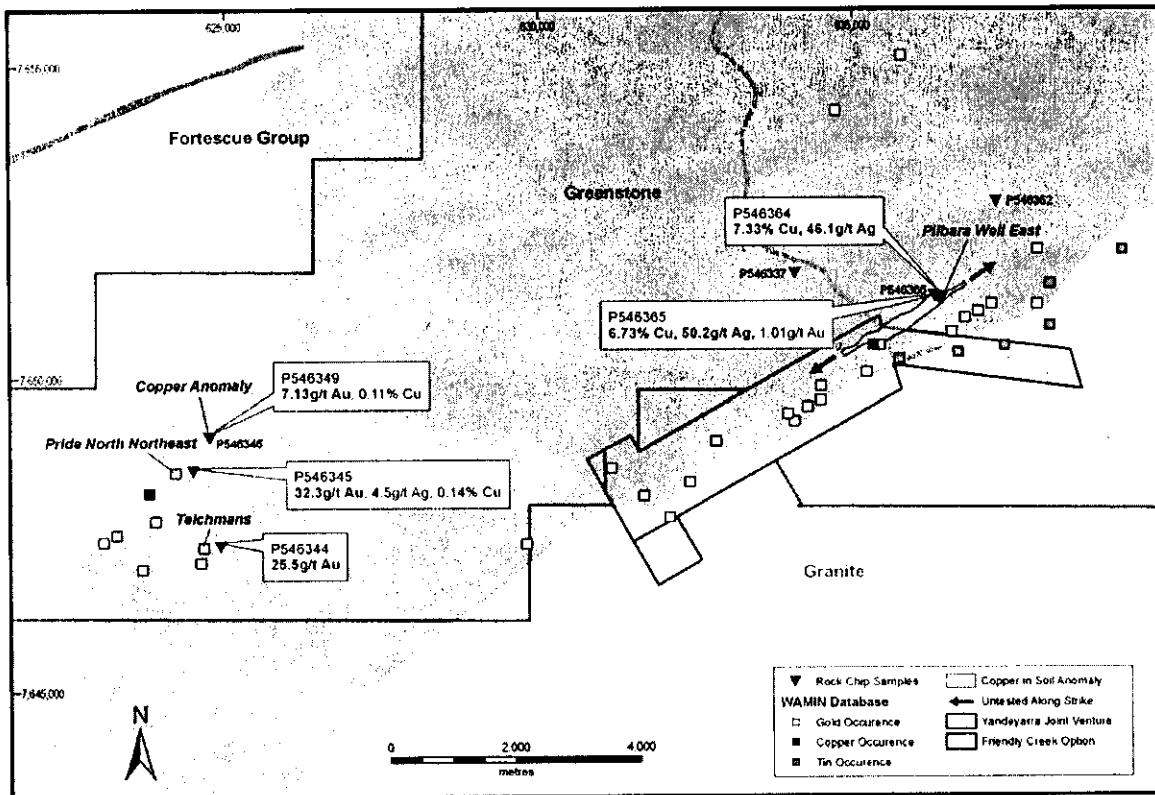 625,000
630,000
7,655,000
Fortescue Group
Greenstone
P546362
P546364
7.33% Cu, 46.1g/t Ag
Pilbara Well East
P546337
P546365
6.73% Cu, 50.2g/t Ag, 1.01g/t Au
7,650,000
Copper Anomaly
P546349
7.13g/t Au, 0.11% Cu
Pride North Northeast
P546346
P546345
32.3g/t Au, 4.5g/t Ag, 0.14% Cu
Teichmans
P546344
25.5g/t Au
Granite
7,645,000
N
0 2,000 4,000
metres
Rock Chip Samples
WAMIN Database
Gold Occurence
Copper Occurence
Tin Occurence
Copper in Soil Anomaly
Untested Along Strike
Yandeyarra Joint Venture
Friendly Creek Option